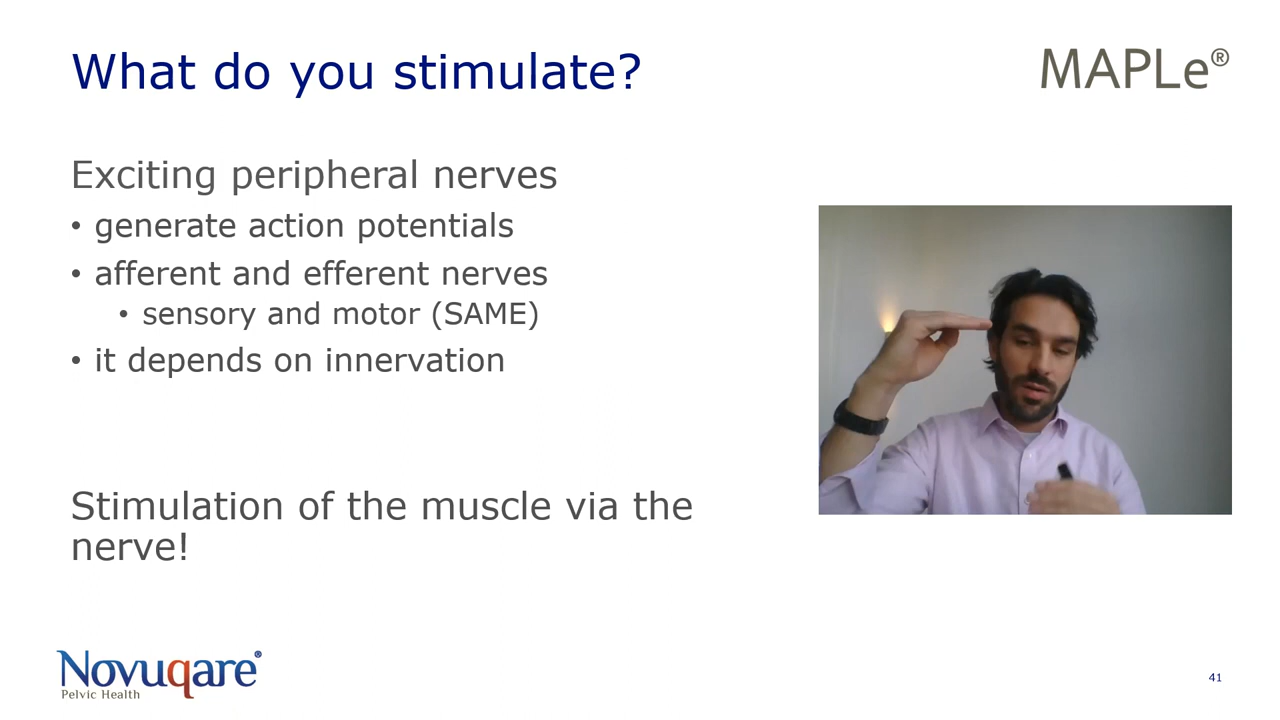 What do you stimulate?
MAPLe®
Exciting peripheral nerves
• generate action potentials
• afferent and efferent nerves
• sensory and motor (SAME)
• it depends on innervation
Stimulation of the muscle via the
nerve!
Novuqare®
Pelvic Health
41